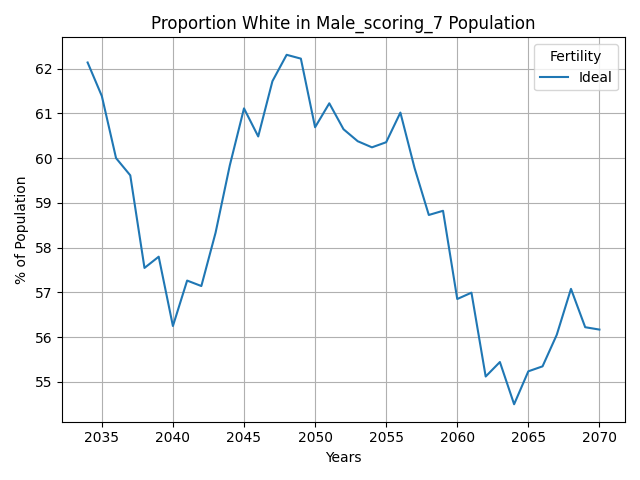 Proportion White in Male_scoring_7 Population
Fertility
Ideal
62
61
60
59
58
57
56
55
% of Population
2035 2040 2045 2050 2055 2060 2065 2070
Years